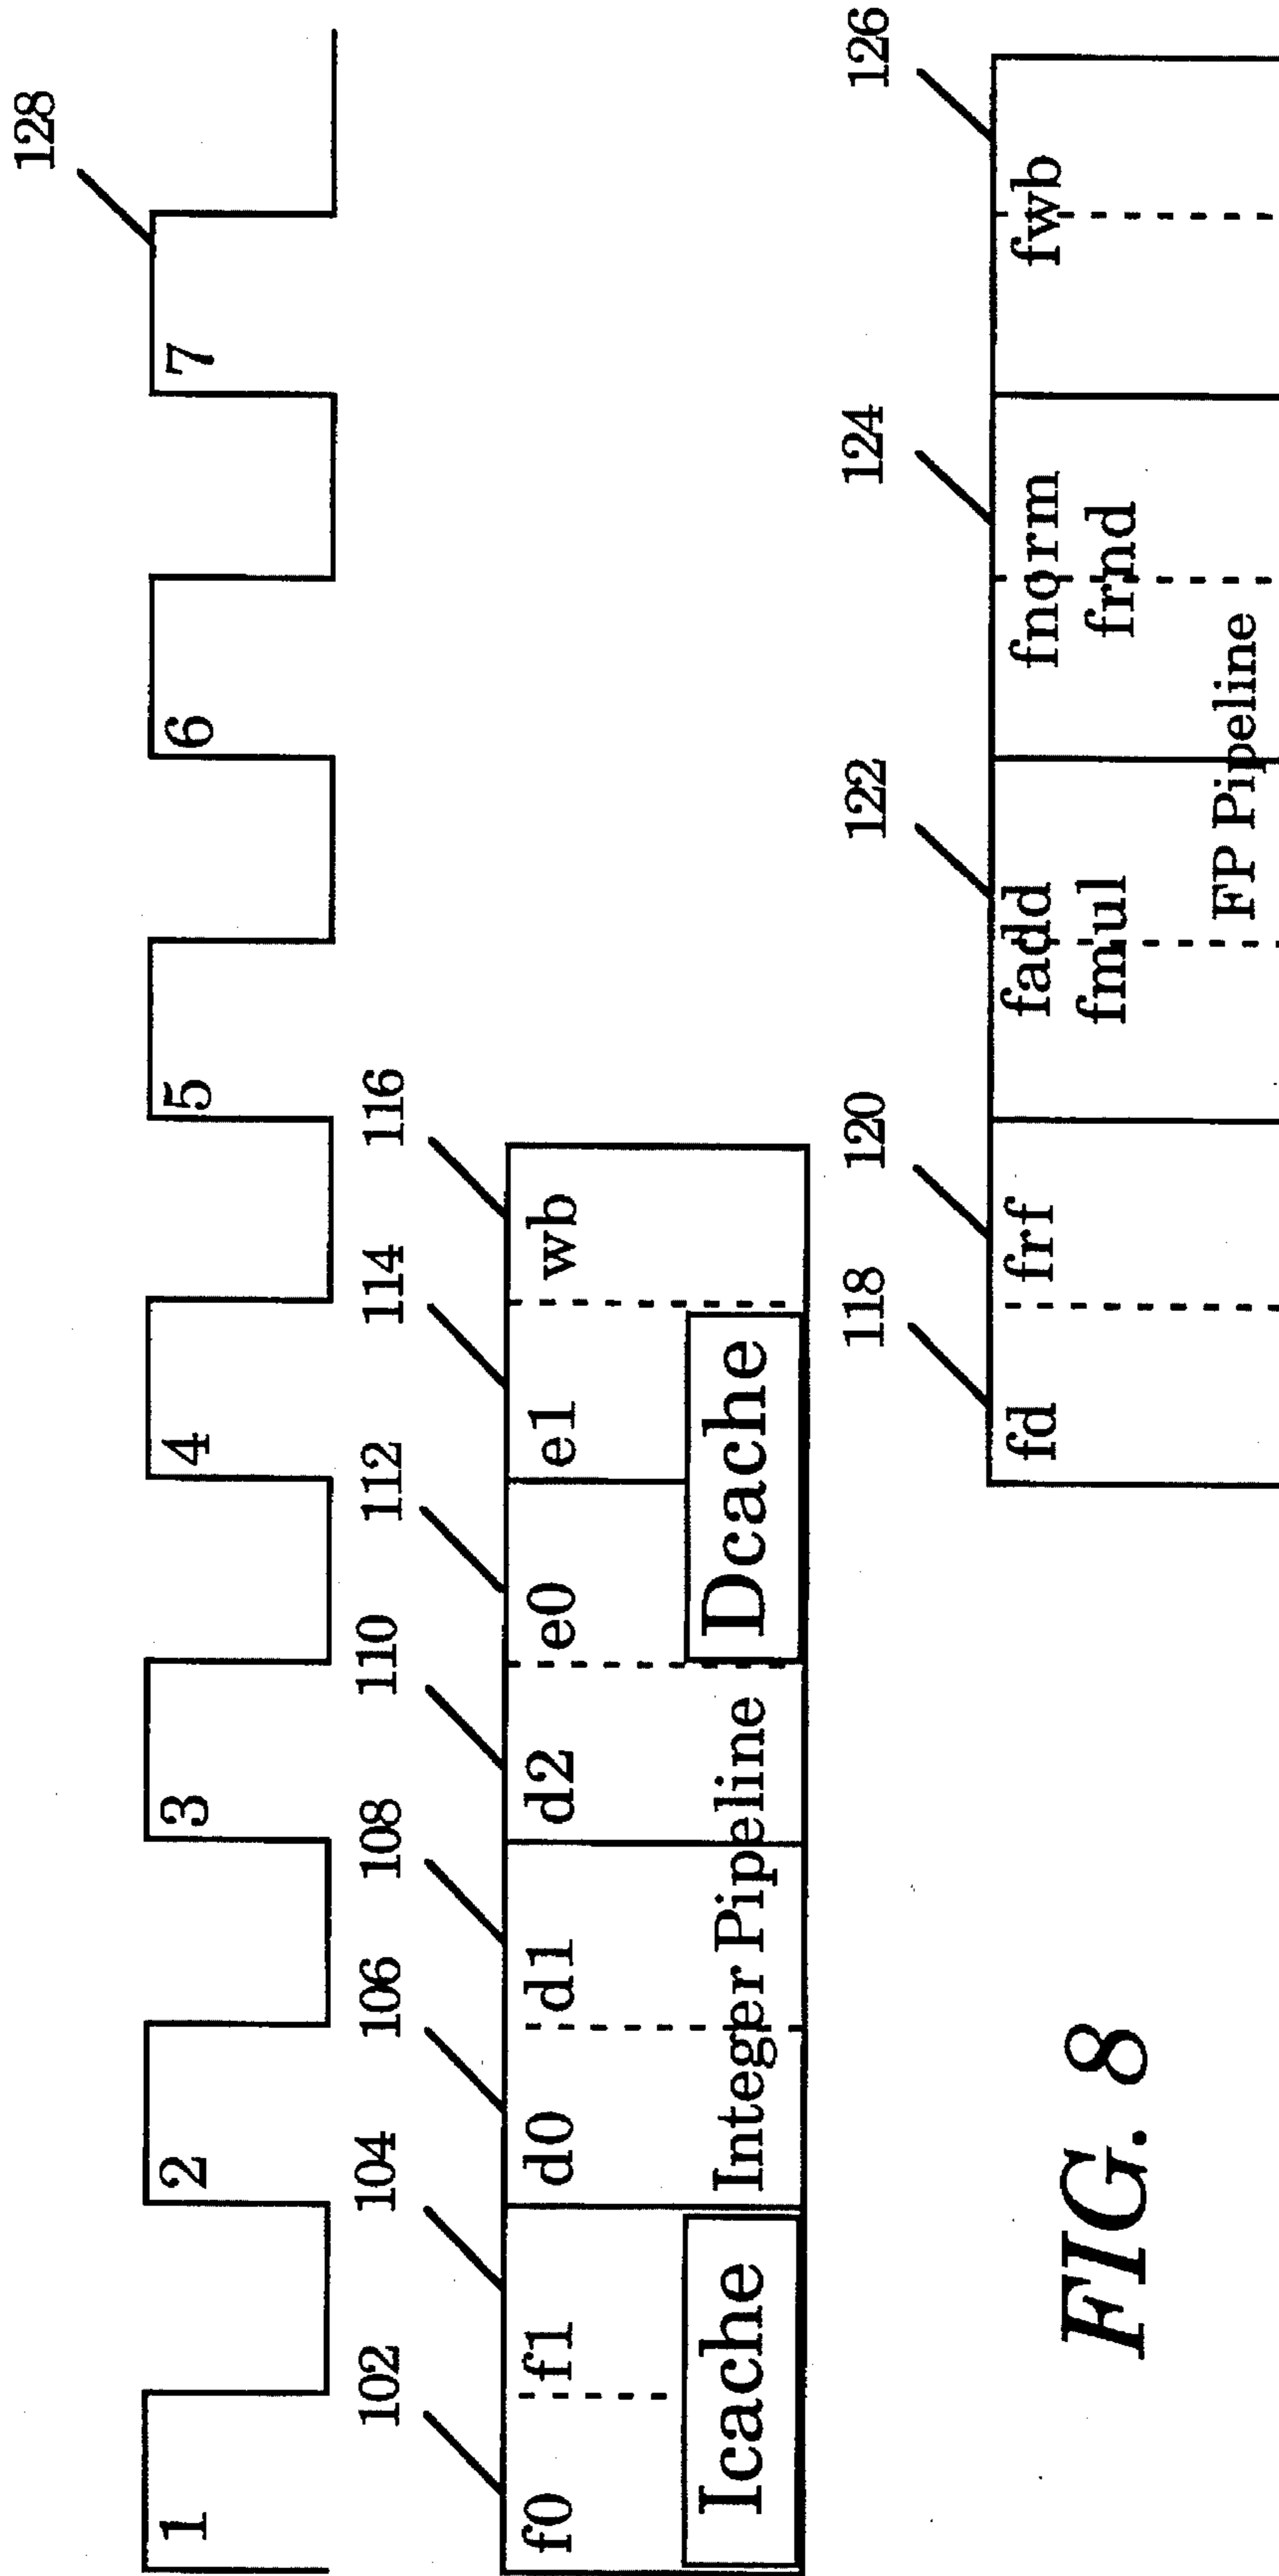 128
1 2 3 4 5 6 7
102 104 106 108 110 112 114 116
f0 f1 d0 d1 d2 e0 e1 wb
Icache Integer Pipeline Dcache
118 120 122 124 126
fd frf fadd fnorm fwb
fmul frnd
FP Pipeline
FIG. 8